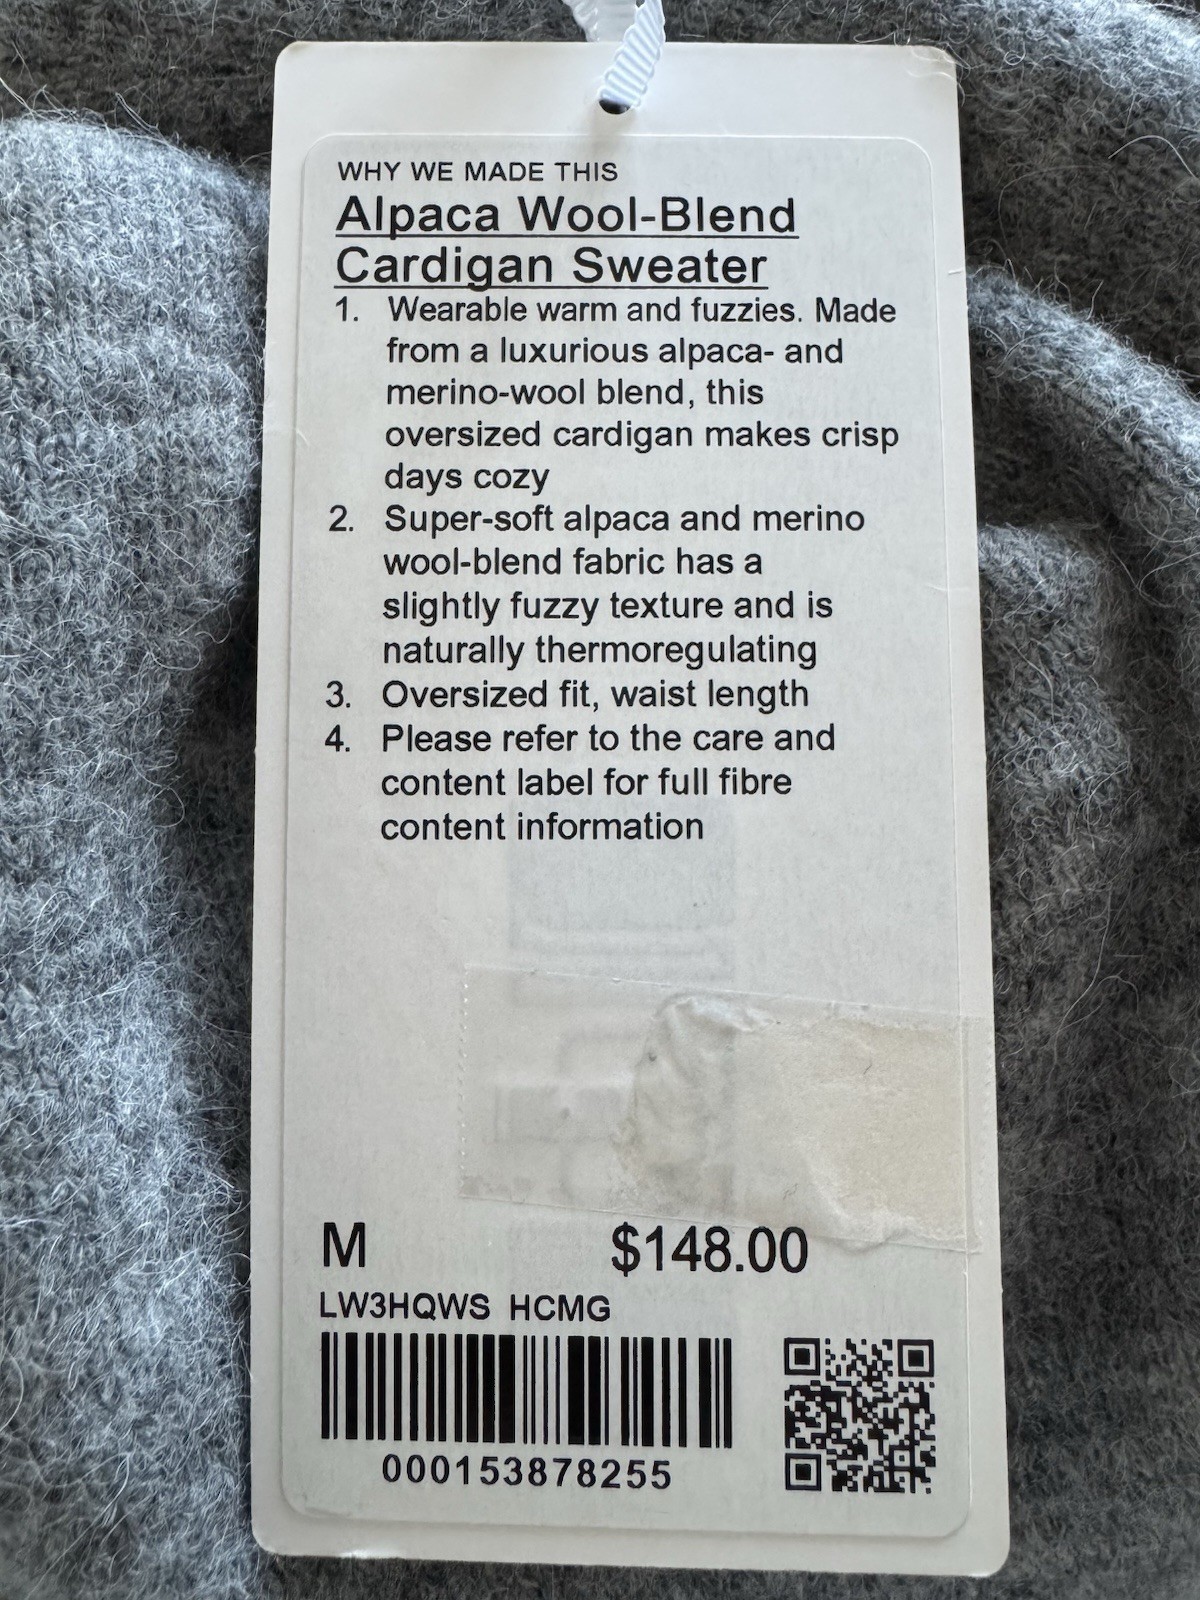 WHY WE MADE THIS
Alpaca Wool-Blend
Cardigan Sweater
1. Wearable warm and fuzzies. Made
from a luxurious alpaca- and
merino-wool blend, this
oversized cardigan makes crisp
days cozy
2. Super-soft alpaca and merino
wool-blend fabric has a
slightly fuzzy texture and is
naturally thermoregulating
3. Oversized fit, waist length
4. Please refer to the care and
content label for full fibre
content information
M $148.00
LW3HQWS HCMG
000153878255